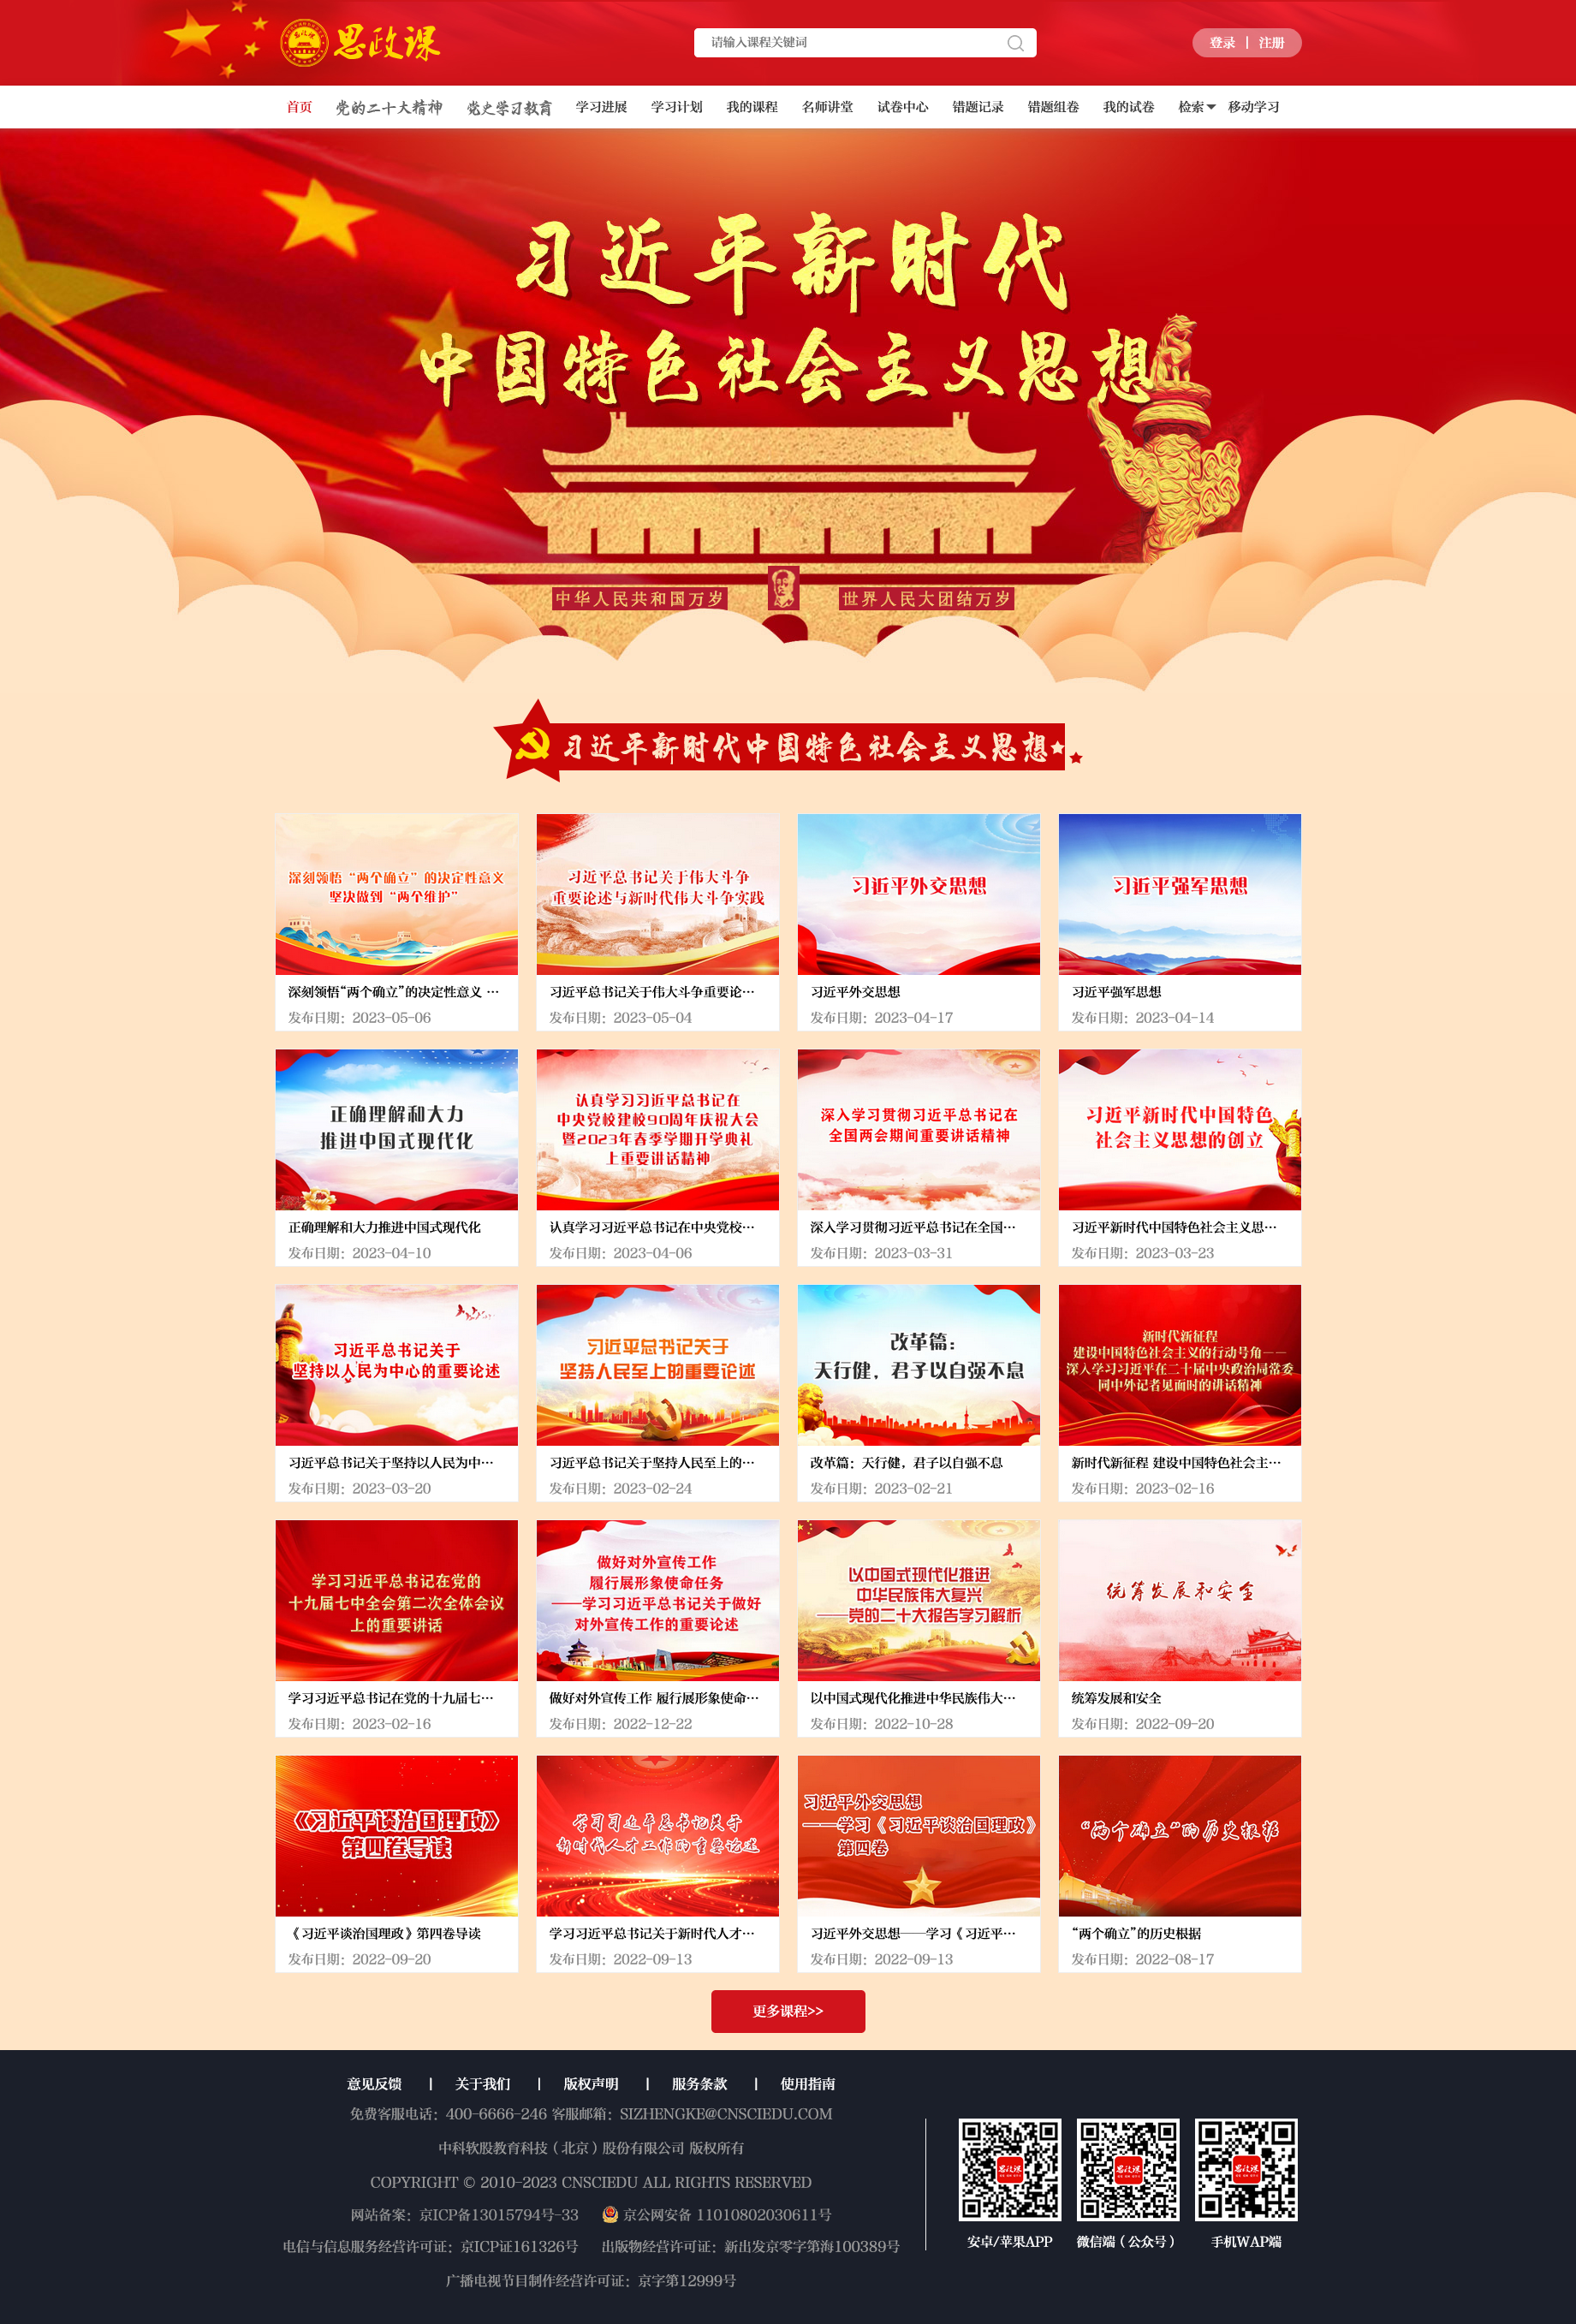 思政课
请输入课程关键词
登录 | 注册
首页 党的二十大精神 党史学习教育 学习进展 学习计划 我的课程 名师讲堂 试卷中心 错题记录 错题组卷 我的试卷 检索 移动学习
习近平新时代
中国特色社会主义思想
中华人民共和国万岁 世界人民大团结万岁
习近平新时代中国特色社会主义思想
深刻领悟“两个确立”的决定性意义
坚决做到“两个维护”
习近平总书记关于伟大斗争
重要论述与新时代伟大斗争实践
习近平外交思想
习近平强军思想
深刻领悟“两个确立”的决定性意义 …
习近平总书记关于伟大斗争重要论…
习近平外交思想
习近平强军思想
发布日期：2023-05-06
发布日期：2023-05-04
发布日期：2023-04-17
发布日期：2023-04-14
正确理解和大力
推进中国式现代化
认真学习习近平总书记在
中央党校建校90周年庆祝大会
暨2023年春季学期开学典礼
上重要讲话精神
深入学习贯彻习近平总书记在
全国两会期间重要讲话精神
习近平新时代中国特色
社会主义思想的创立
正确理解和大力推进中国式现代化
认真学习习近平总书记在中央党校…
深入学习贯彻习近平总书记在全国…
习近平新时代中国特色社会主义思…
发布日期：2023-04-10
发布日期：2023-04-06
发布日期：2023-03-31
发布日期：2023-03-23
习近平总书记关于
坚持以人民为中心的重要论述
习近平总书记关于
坚持人民至上的重要论述
改革篇：
天行健，君子以自强不息
新时代新征程
建设中国特色社会主义的行动号角——
深入学习习近平在二十届中央政治局常委
同中外记者见面时的讲话精神
习近平总书记关于坚持以人民为中…
习近平总书记关于坚持人民至上的…
改革篇：天行健，君子以自强不息
新时代新征程 建设中国特色社会主…
发布日期：2023-03-20
发布日期：2023-02-24
发布日期：2023-02-21
发布日期：2023-02-16
学习习近平总书记在党的
十九届七中全会第二次全体会议
上的重要讲话
做好对外宣传工作
履行展形象使命任务
——学习习近平总书记关于做好
对外宣传工作的重要论述
以中国式现代化推进
中华民族伟大复兴
——党的二十大报告学习解析
统筹发展和安全
学习习近平总书记在党的十九届七…
做好对外宣传工作 履行展形象使命…
以中国式现代化推进中华民族伟大…
统筹发展和安全
发布日期：2023-02-16
发布日期：2022-12-22
发布日期：2022-10-28
发布日期：2022-09-20
《习近平谈治国理政》
第四卷导读
学习习近平总书记关于
新时代人才工作的重要论述
习近平外交思想
——学习《习近平谈治国理政》
第四卷
“两个确立”的历史根据
《习近平谈治国理政》第四卷导读
学习习近平总书记关于新时代人才…
习近平外交思想——学习《习近平…
“两个确立”的历史根据
发布日期：2022-09-20
发布日期：2022-09-13
发布日期：2022-09-13
发布日期：2022-08-17
更多课程>>
意见反馈 | 关于我们 | 版权声明 | 服务条款 | 使用指南
免费客服电话：400-6666-246 客服邮箱：SIZHENGKE@CNSCIEDU.COM
中科软股教育科技（北京）股份有限公司 版权所有
COPYRIGHT © 2010-2023 CNSCIEDU ALL RIGHTS RESERVED
网站备案：京ICP备13015794号-33 京公网安备 11010802030611号
电信与信息服务经营许可证：京ICP证161326号 出版物经营许可证：新出发京零字第海100389号
广播电视节目制作经营许可证：京字第12999号
思政课
思政课
思政课
安卓/苹果APP
微信端（公众号）
手机WAP端